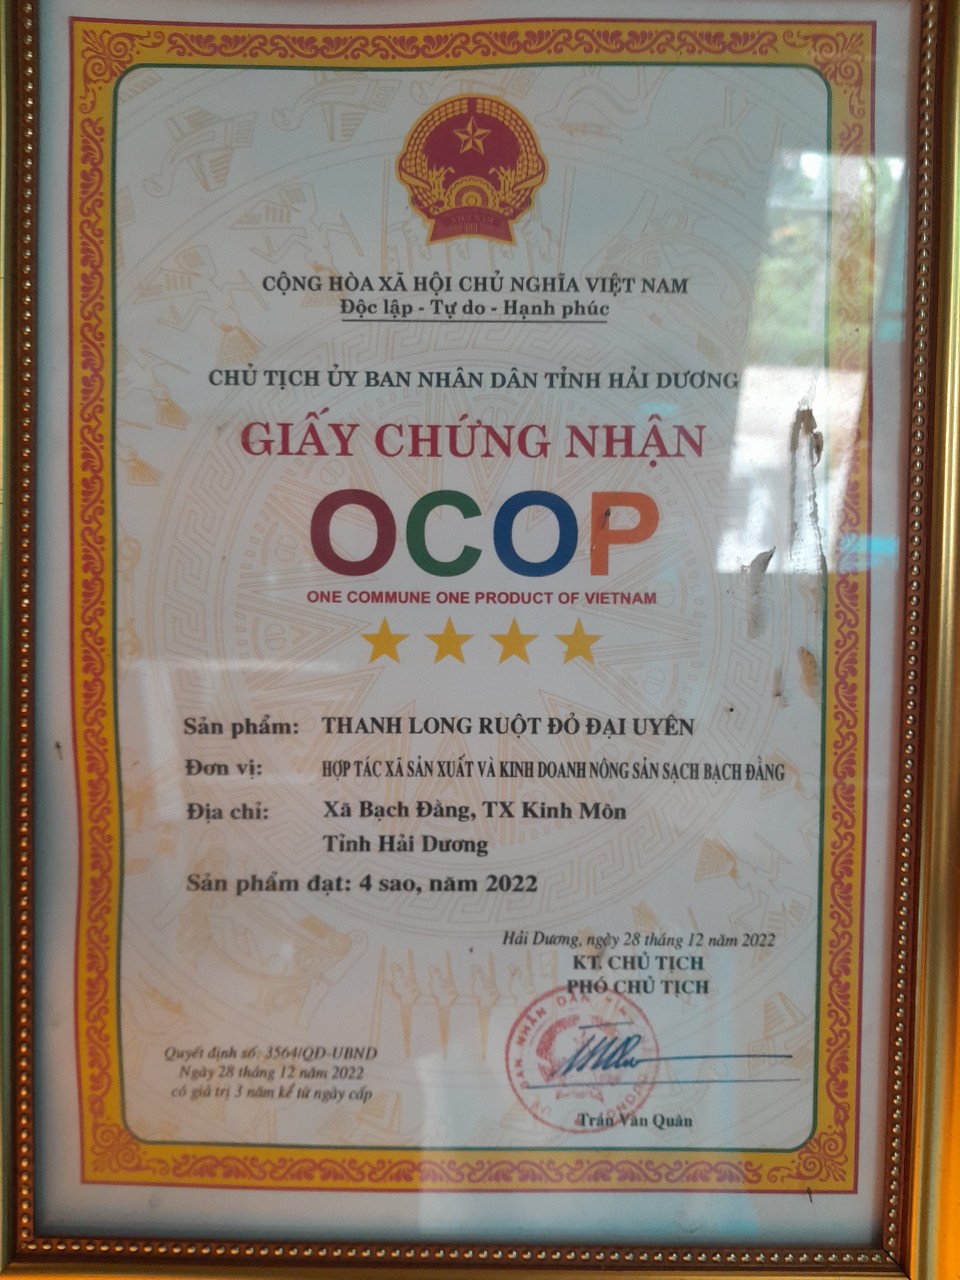 VIỆT NAM
CỘNG HÒA XÃ HỘI CHỦ NGHĨA VIỆT NAM
Độc lập - Tự do - Hạnh phúc
CHỦ TỊCH ỦY BAN NHÂN DÂN TỈNH HẢI DƯƠNG
GIẤY CHỨNG NHẬN
OCOP
ONE COMMUNE ONE PRODUCT OF VIETNAM
Sản phẩm: THANH LONG RUỘT ĐỎ ĐẠI UYÊN
Đơn vị: HỢP TÁC XÃ SẢN XUẤT VÀ KINH DOANH NÔNG SẢN SẠCH BẠCH ĐẰNG
Địa chỉ: Xã Bạch Đằng, TX Kinh Môn
Tỉnh Hải Dương
Sản phẩm đạt: 4 sao, năm 2022
Hải Dương, ngày 28 tháng 12 năm 2022
KT. CHỦ TỊCH
PHÓ CHỦ TỊCH
Quyết định số: 3564/QĐ-UBND
Ngày 28 tháng 12 năm 2022
có giá trị 3 năm kể từ ngày cấp
Trần Văn Quân